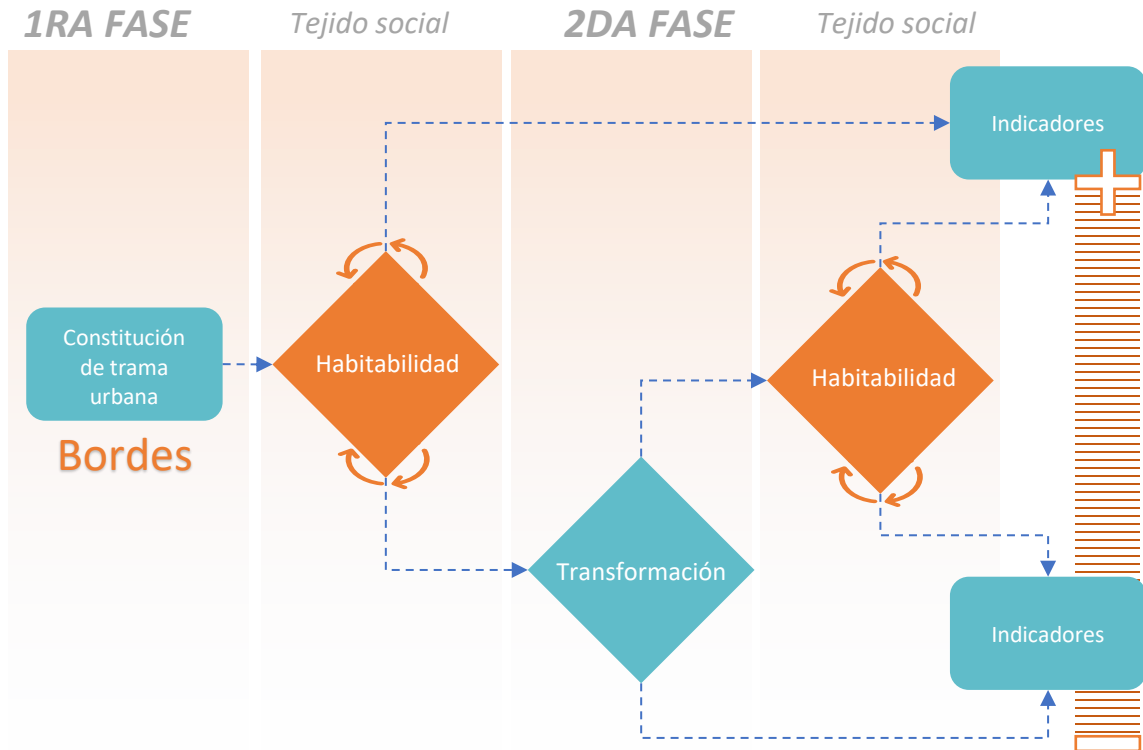 1RA FASE
Tejido social
2DA FASE
Tejido social
Indicadores
Constitución
de trama
urbana
Bordes
Habitabilidad
Habitabilidad
Transformación
Indicadores